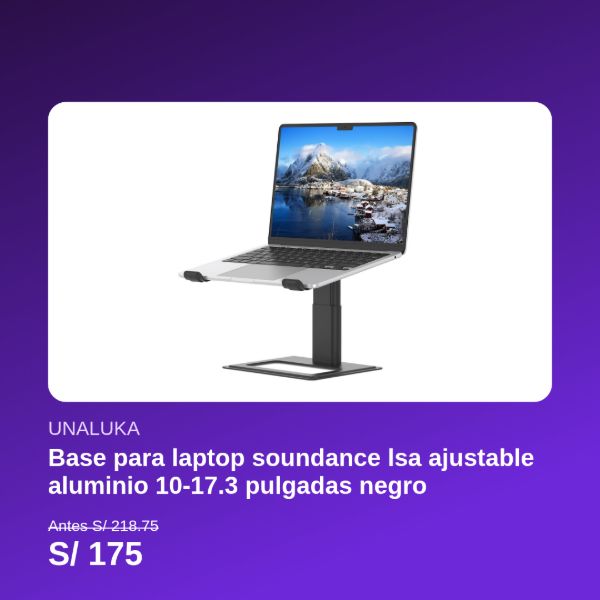 UNALUKA
Base para laptop soundance lsa ajustable
aluminio 10-17.3 pulgadas negro
Antes S/ 218.75
S/ 175